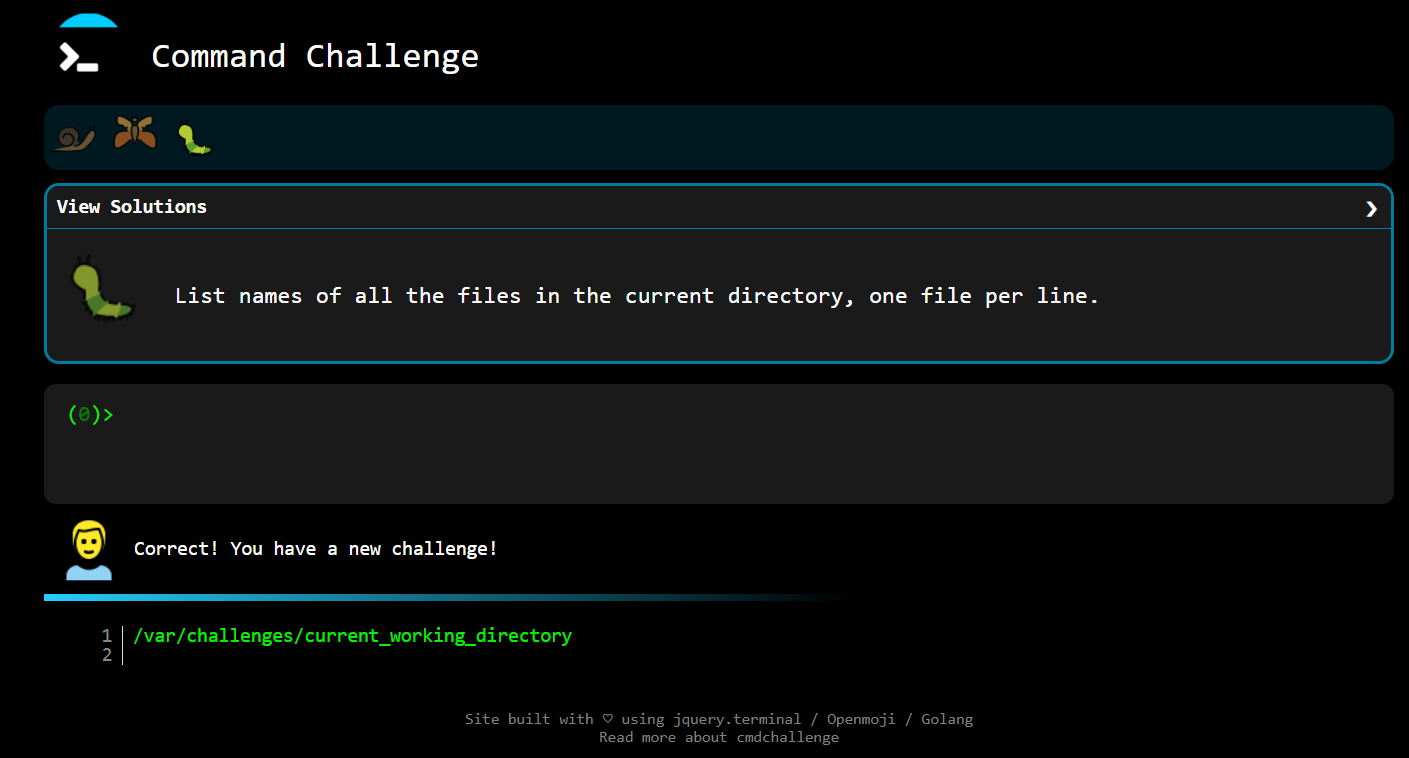 Command Challenge
View Solutions
List names of all the files in the current directory, one file per line.
(0)>
Correct! You have a new challenge!
1 /var/challenges/current_working_directory
2
Site built with ♡ using jquery.terminal / Openmoji / Golang
Read more about cmdchallenge